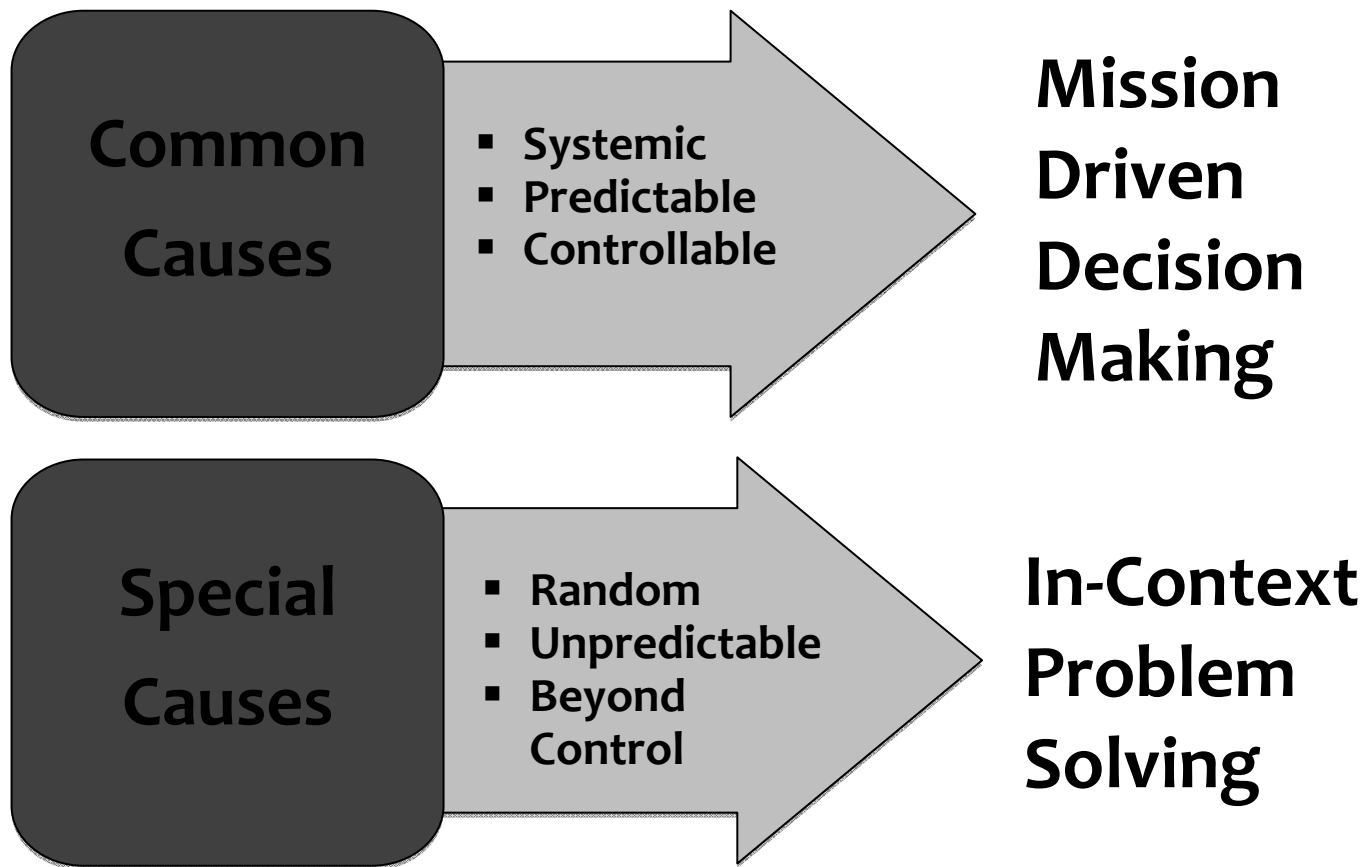 Common
Causes
▪ Systemic
▪ Predictable
▪ Controllable
Mission
Driven
Decision
Making
Special
Causes
▪ Random
▪ Unpredictable
▪ Beyond
Control
In-Context
Problem
Solving